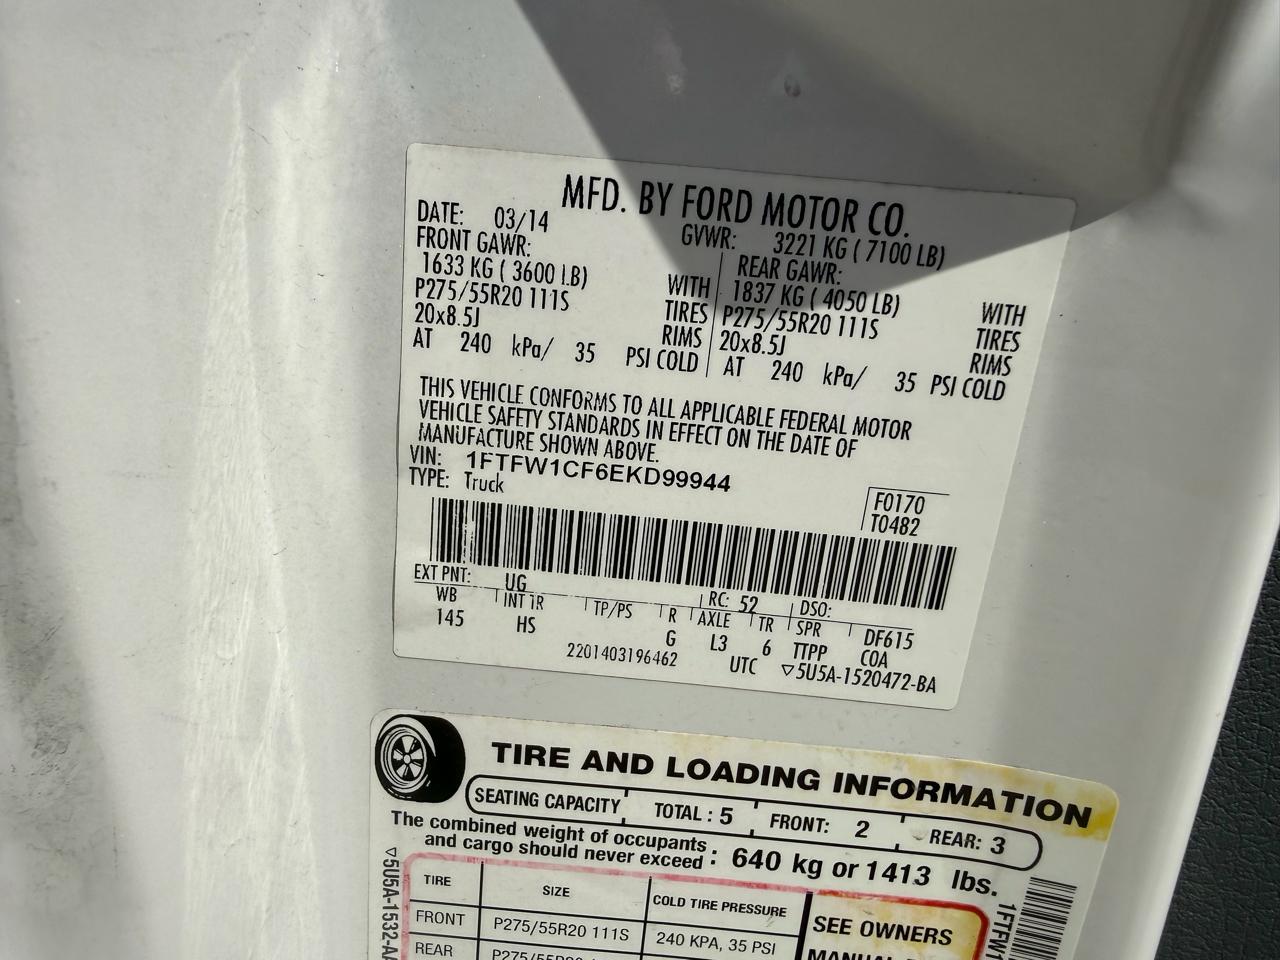 MFD. BY FORD MOTOR CO.
DATE: 03/14 GVWR: 3221 KG ( 7100 LB)
FRONT GAWR: REAR GAWR:
1633 KG ( 3600 LB) WITH 1837 KG ( 4050 LB) WITH
P275/55R20 111S TIRES P275/55R20 111S TIRES
20x8.5J RIMS 20x8.5J RIMS
AT 240 kPa/ 35 PSI COLD AT 240 kPa/ 35 PSI COLD
THIS VEHICLE CONFORMS TO ALL APPLICABLE FEDERAL MOTOR
VEHICLE SAFETY STANDARDS IN EFFECT ON THE DATE OF
MANUFACTURE SHOWN ABOVE.
VIN: 1FTFW1CF6EKD99944
TYPE: Truck
F0170
T0482
EXT PNT: UG RC: 52 DSO:
WB INT TR TP/PS R AXLE TR SPR DF615
145 HS G L3 6 TTPP COA
2201403196462 UTC ▽5U5A-1520472-BA
TIRE AND LOADING INFORMATION
SEATING CAPACITY TOTAL : 5 FRONT: 2 REAR: 3
The combined weight of occupants
and cargo should never exceed : 640 kg or 1413 lbs.
TIRE SIZE COLD TIRE PRESSURE
FRONT P275/55R20 111S 240 KPA, 35 PSI
REAR
SEE OWNERS
MANUAL
▽5U5A-1532-A
1FTFW1